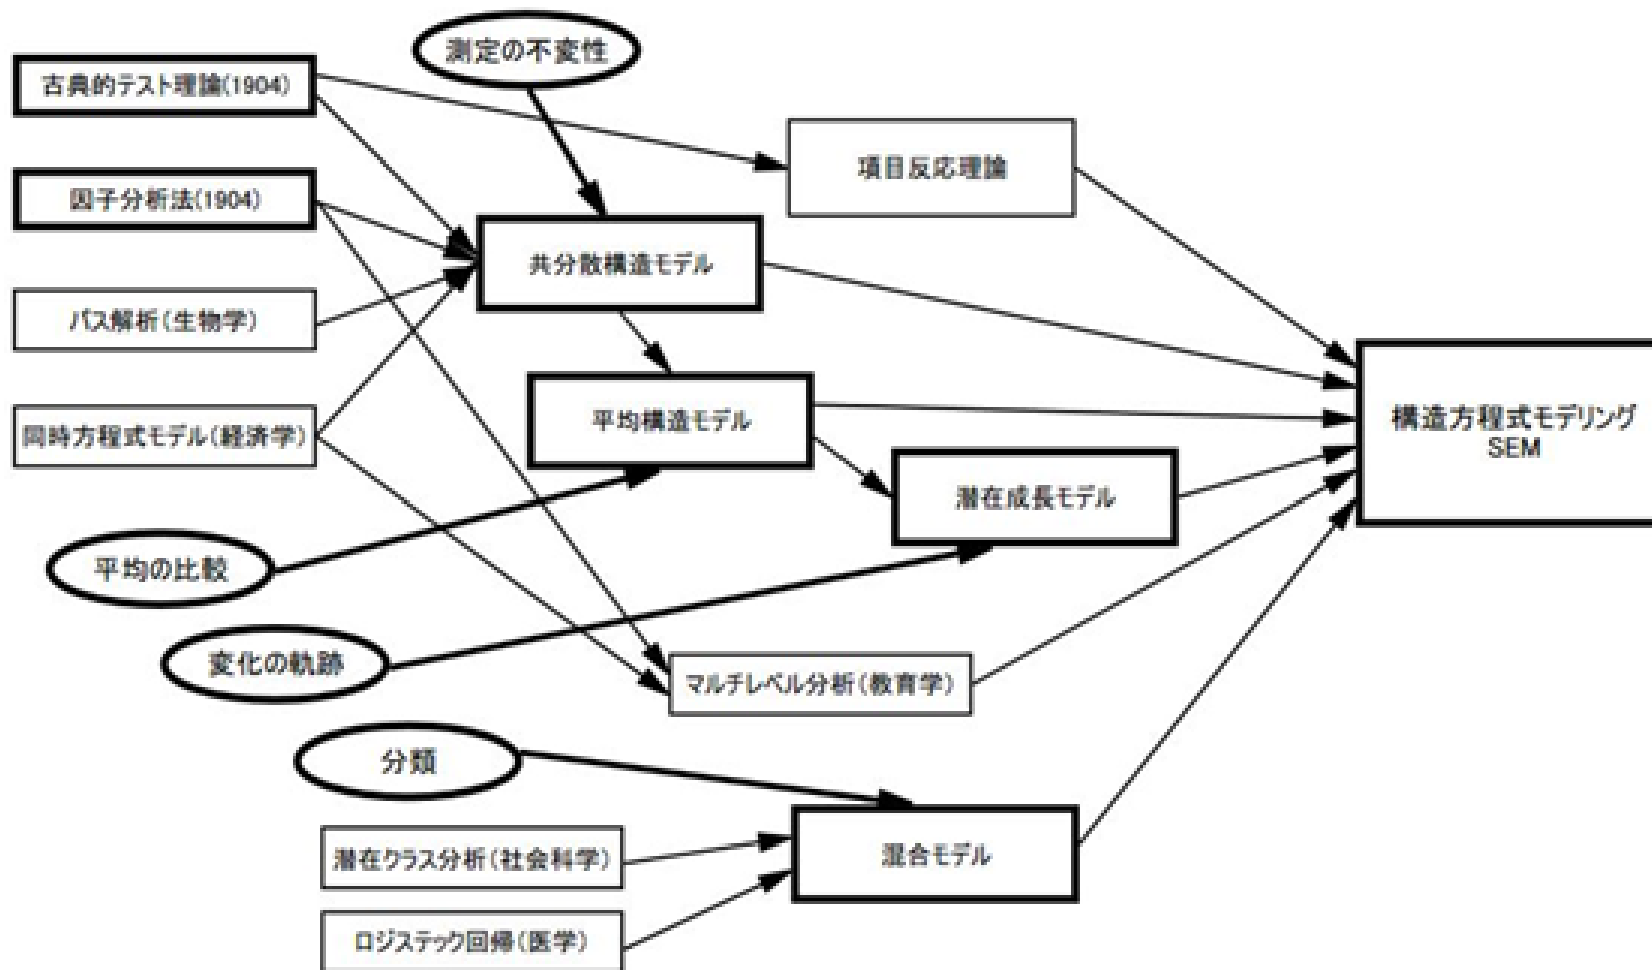 測定の不変性
古典的テスト理論(1904)
項目反応理論
因子分析法(1904)
共分散構造モデル
パス解析(生物学)
平均構造モデル
構造方程式モデリング
SEM
同時方程式モデル(経済学)
潜在成長モデル
平均の比較
変化の軌跡
マルチレベル分析(教育学)
分類
潜在クラス分析(社会科学)
混合モデル
ロジステック回帰(医学)